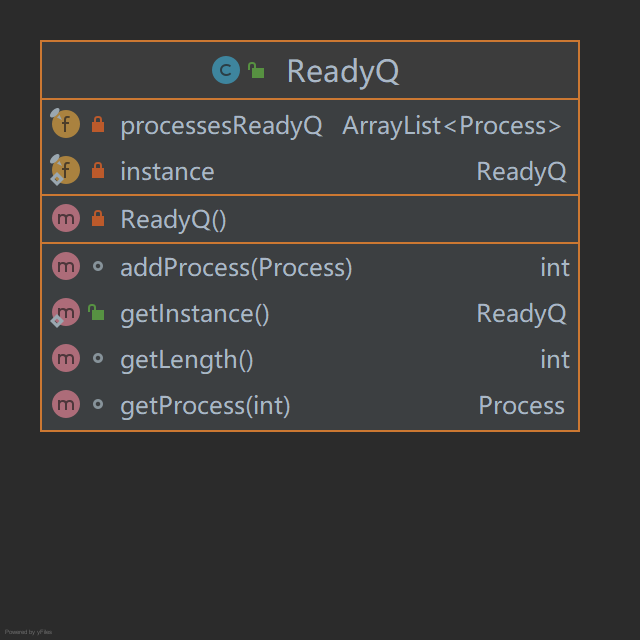 C ReadyQ
f processesReadyQ ArrayList<Process>
f instance ReadyQ
m ReadyQ()
m addProcess(Process) int
m getInstance() ReadyQ
m getLength() int
m getProcess(int) Process
Powered by yFiles